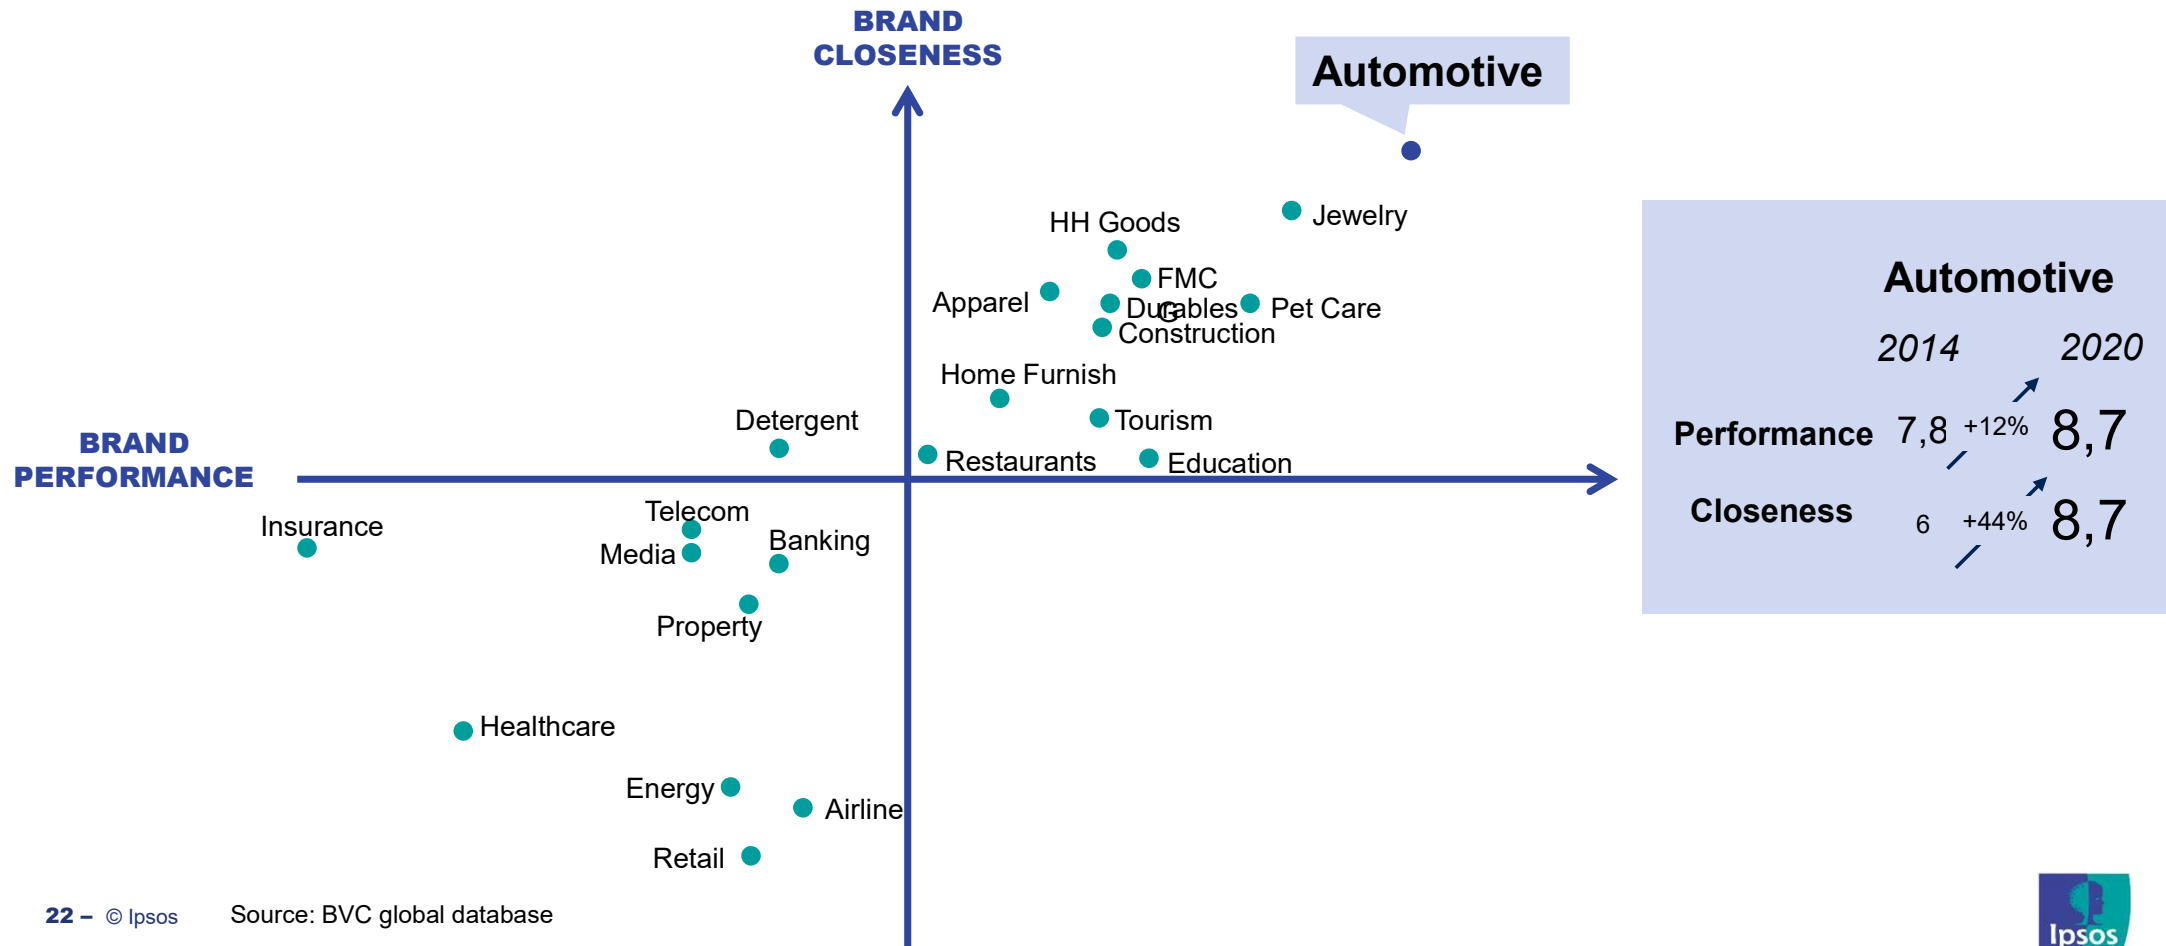 BRAND
CLOSENESS
Automotive
Jewelry
HH Goods
FMC
G
Apparel
Durables
Pet Care
Construction
Home Furnish
Detergent
Tourism
BRAND
PERFORMANCE
Restaurants
Education
Telecom
Insurance
Banking
Media
Property
Healthcare
Energy
Airline
Retail
Automotive
2014 2020
Performance 7,8 +12% 8,7
Closeness 6 +44% 8,7
22 – © Ipsos Source: BVC global database
Ipsos